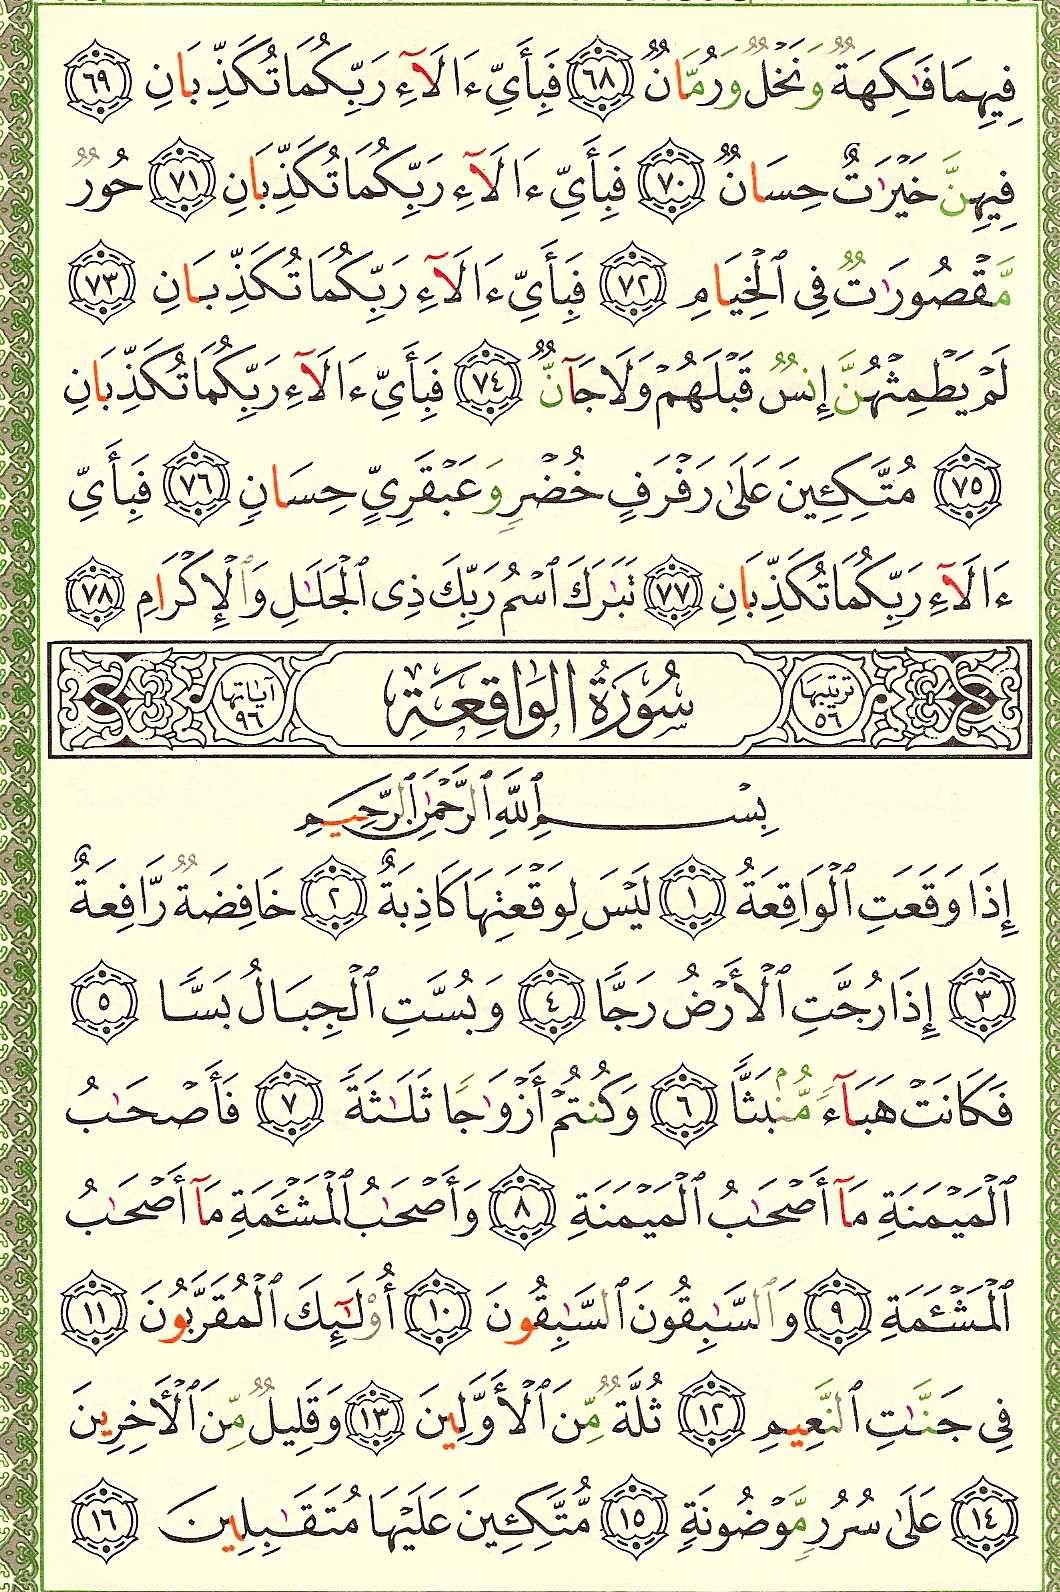 فِيهِمَا فَـٰكِهَةٌ وَنَخْلٌ وَرُمَّانٌ ٦٨ فَبِأَىِّ ءَالَآءِ رَبِّكُمَا تُكَذِّبَانِ ٦٩
فِيهِنَّ خَيْرَٰتٌ حِسَانٌ ٧٠ فَبِأَىِّ ءَالَآءِ رَبِّكُمَا تُكَذِّبَانِ ٧١ حُورٌ
مَّقْصُورَٰتٌ فِى ٱلْخِيَامِ ٧٢ فَبِأَىِّ ءَالَآءِ رَبِّكُمَا تُكَذِّبَانِ ٧٣
لَمْ يَطْمِثْهُنَّ إِنسٌ قَبْلَهُمْ وَلَا جَآنٌّ ٧٤ فَبِأَىِّ ءَالَآءِ رَبِّكُمَا تُكَذِّبَانِ
٧٥ مُتَّكِـِٔينَ عَلَىٰ رَفْرَفٍ خُضْرٍ وَعَبْقَرِىٍّ حِسَانٍ ٧٦ فَبِأَىِّ
ءَالَآءِ رَبِّكُمَا تُكَذِّبَانِ ٧٧ تَبَـٰرَكَ ٱسْمُ رَبِّكَ ذِى ٱلْجَلَـٰلِ وَٱلْإِكْرَامِ ٧٨
ترتيبها ٥٦ سُورَةُ الوَاقِعَةِ آياتها ٩٦
بِسْمِ ٱللَّهِ ٱلرَّحْمَـٰنِ ٱلرَّحِيمِ
إِذَا وَقَعَتِ ٱلْوَاقِعَةُ ١ لَيْسَ لِوَقْعَتِهَا كَاذِبَةٌ ٢ خَافِضَةٌ رَّافِعَةٌ
٣ إِذَا رُجَّتِ ٱلْأَرْضُ رَجًّا ٤ وَبُسَّتِ ٱلْجِبَالُ بَسًّا ٥
فَكَانَتْ هَبَآءً مُّنۢبَثًّا ٦ وَكُنتُمْ أَزْوَٰجًا ثَلَـٰثَةً ٧ فَأَصْحَـٰبُ
ٱلْمَيْمَنَةِ مَآ أَصْحَـٰبُ ٱلْمَيْمَنَةِ ٨ وَأَصْحَـٰبُ ٱلْمَشْـَٔمَةِ مَآ أَصْحَـٰبُ
ٱلْمَشْـَٔمَةِ ٩ وَٱلسَّـٰبِقُونَ ٱلسَّـٰبِقُونَ ١٠ أُو۟لَـٰٓئِكَ ٱلْمُقَرَّبُونَ ١١
فِى جَنَّـٰتِ ٱلنَّعِيمِ ١٢ ثُلَّةٌ مِّنَ ٱلْأَوَّلِينَ ١٣ وَقَلِيلٌ مِّنَ ٱلْـَٔاخِرِينَ
١٤ عَلَىٰ سُرُرٍ مَّوْضُونَةٍ ١٥ مُّتَّكِـِٔينَ عَلَيْهَا مُتَقَـٰبِلِينَ ١٦